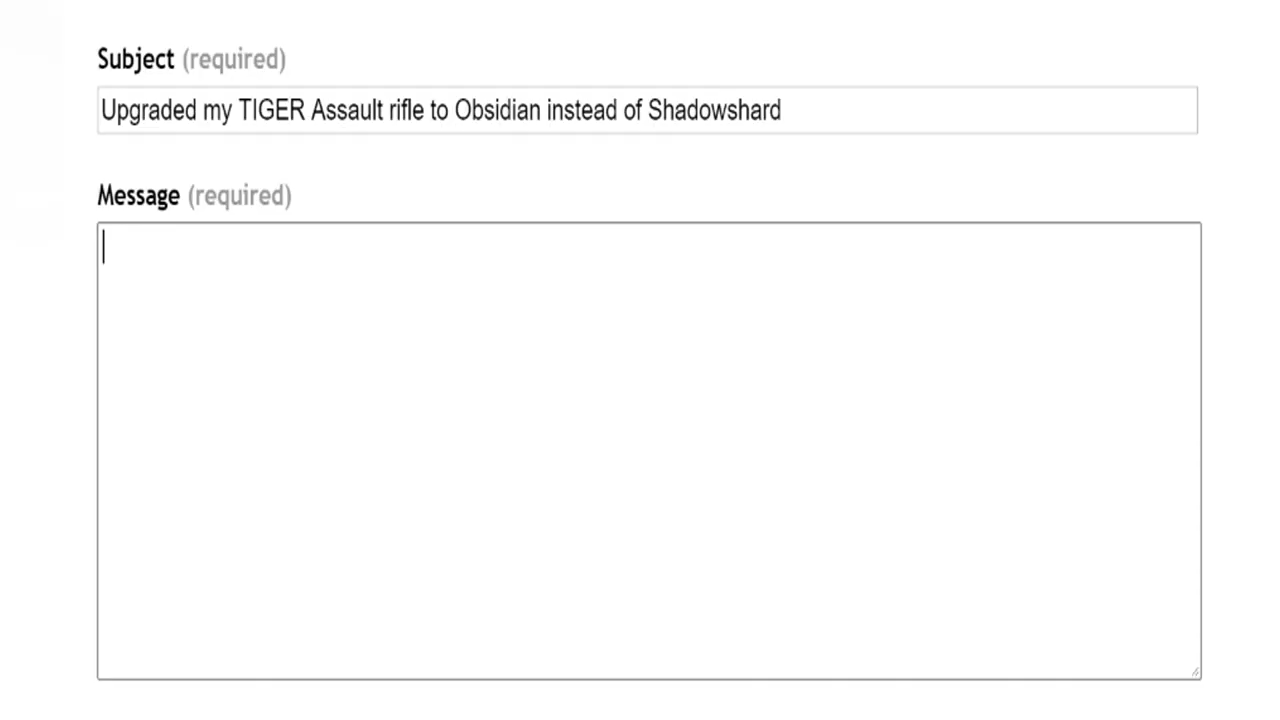 Subject (required)
Upgraded my TIGER Assault rifle to Obsidian instead of Shadowshard
Message (required)